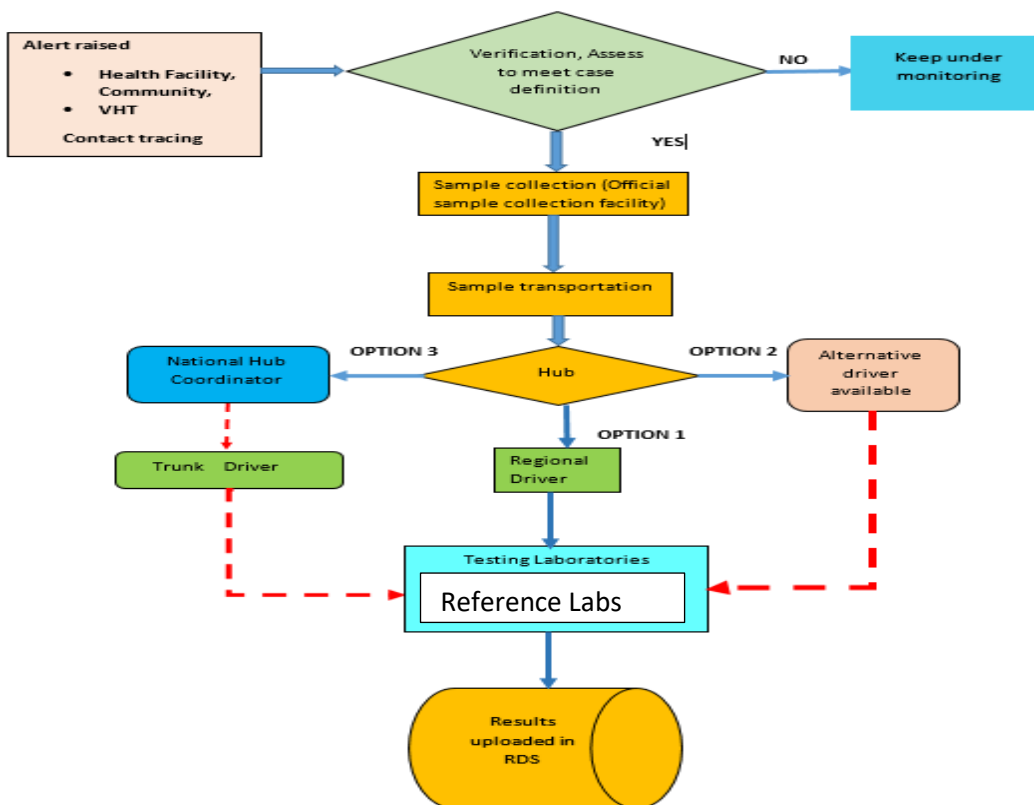 Alert raised
• Health Facility,
Community,
• VHT
Contact tracing
Verification, Assess
to meet case
definition
NO
Keep under
monitoring
YES
Sample collection (Official
sample collection facility)
Sample transportation
OPTION 3
National Hub
Coordinator
Hub
OPTION 2
Alternative
driver
available
OPTION 1
Trunk Driver
Regional
Driver
Testing Laboratories
Reference Labs
Results
uploaded in
RDS